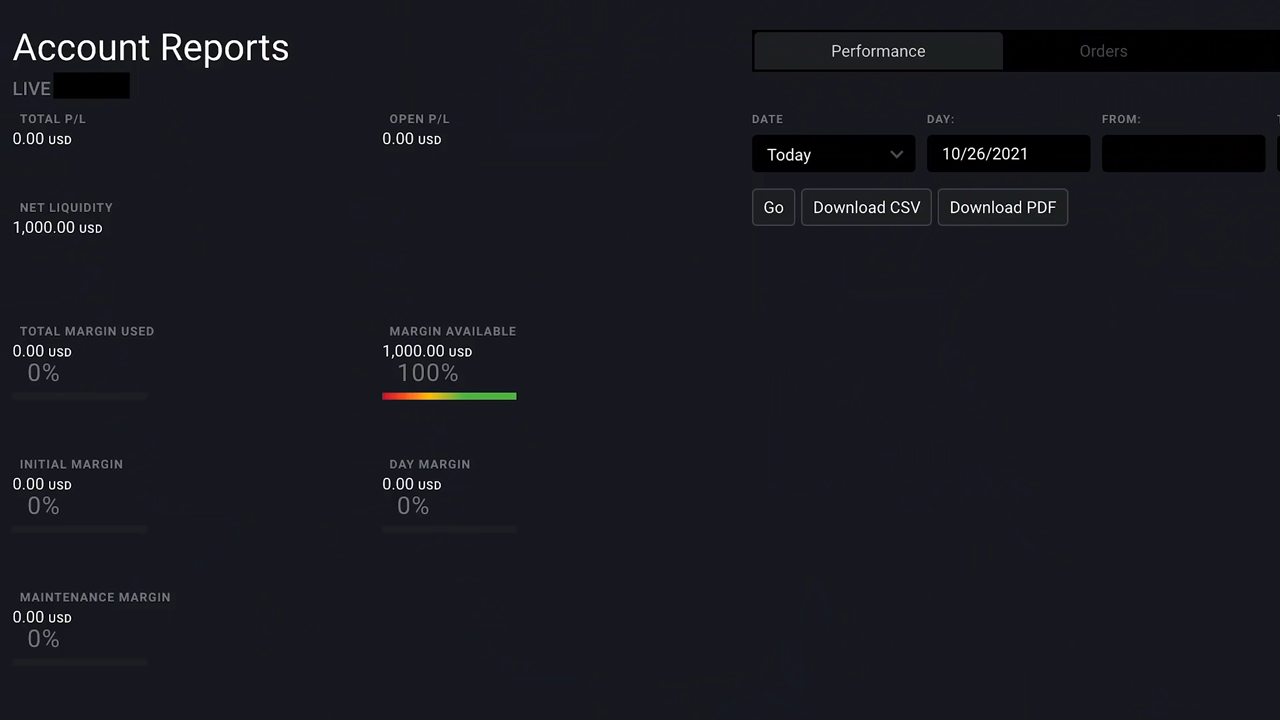 Account Reports
LIVE
TOTAL P/L
0.00 USD
OPEN P/L
0.00 USD
NET LIQUIDITY
1,000.00 USD
TOTAL MARGIN USED
0.00 USD
0%
MARGIN AVAILABLE
1,000.00 USD
100%
INITIAL MARGIN
0.00 USD
0%
DAY MARGIN
0.00 USD
0%
MAINTENANCE MARGIN
0.00 USD
0%
Performance
Orders
DATE
DAY:
FROM:
Today
10/26/2021
Go
Download CSV
Download PDF